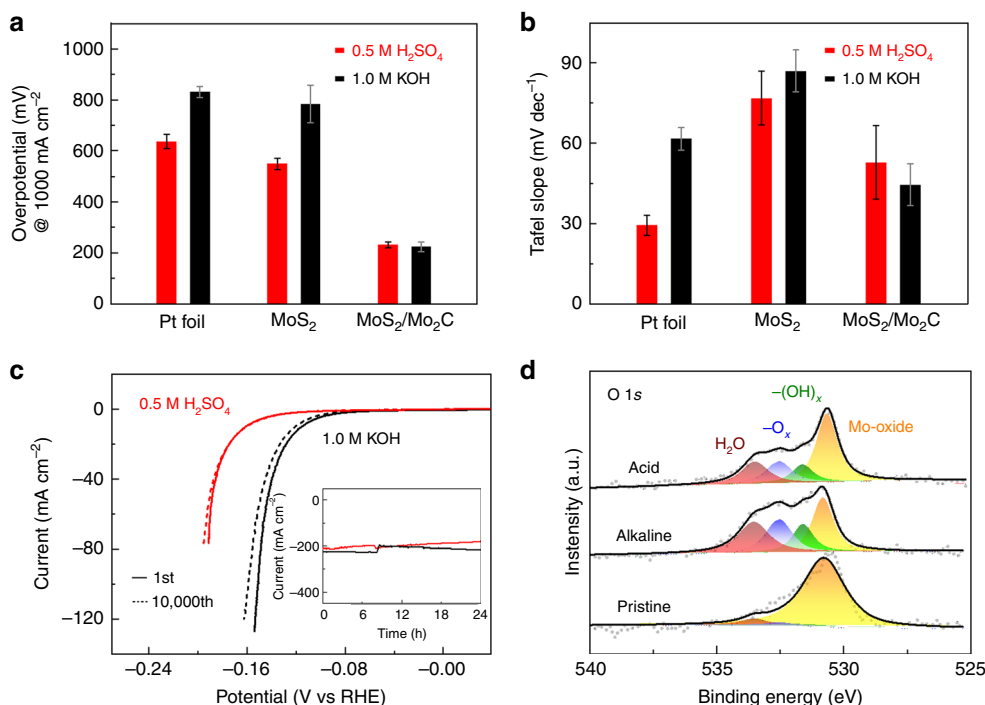 a
Overpotential (mV)
@ 1000 mA cm−2
1000
800
600
400
200
0
0.5 M H2SO4
1.0 M KOH
Pt foil
MoS2
MoS2/Mo2C
b
Tafel slope (mV dec−1)
90
60
30
0
0.5 M H2SO4
1.0 M KOH
Pt foil
MoS2
MoS2/Mo2C
c
Current (mA cm−2)
0
−40
−80
−120
0.5 M H2SO4
1.0 M KOH
1st
10,000th
Current (mA cm−2)
0
−200
−400
0 6 12 18 24
Time (h)
−0.24 −0.16 −0.08 −0.00
Potential (V vs RHE)
d
Instensity (a.u.)
O 1s
−(OH)x
−Ox
H2O
Mo-oxide
Acid
Alkaline
Pristine
540 535 530 525
Binding energy (eV)